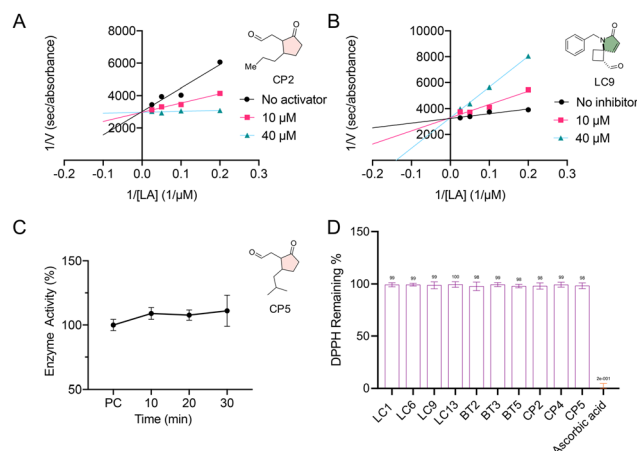 A
1/V (sec/absorbance)
8000
6000
4000
2000
-0.2
-0.1
0.0
0.1
0.2
0.3
1/[LA] (1/µM)
O
O
Me
CP2
No activator
10 µM
40 µM
B
1/V (sec/absorbance)
10000
8000
6000
4000
2000
-0.2
-0.1
0.0
0.1
0.2
0.3
1/[LA] (1/µM)
O
N
O
LC9
No inhibitor
10 µM
40 µM
C
Enzyme Activity (%)
150
100
50
PC
10
20
30
Time (min)
O
O
CP5
D
DPPH Remaining %
150
100
50
0
99
99
99
100
98
99
98
98
99
98
2e-001
LC1
LC6
LC9
LC13
BT2
BT3
BT5
CP2
CP4
CP5
Ascorbic acid